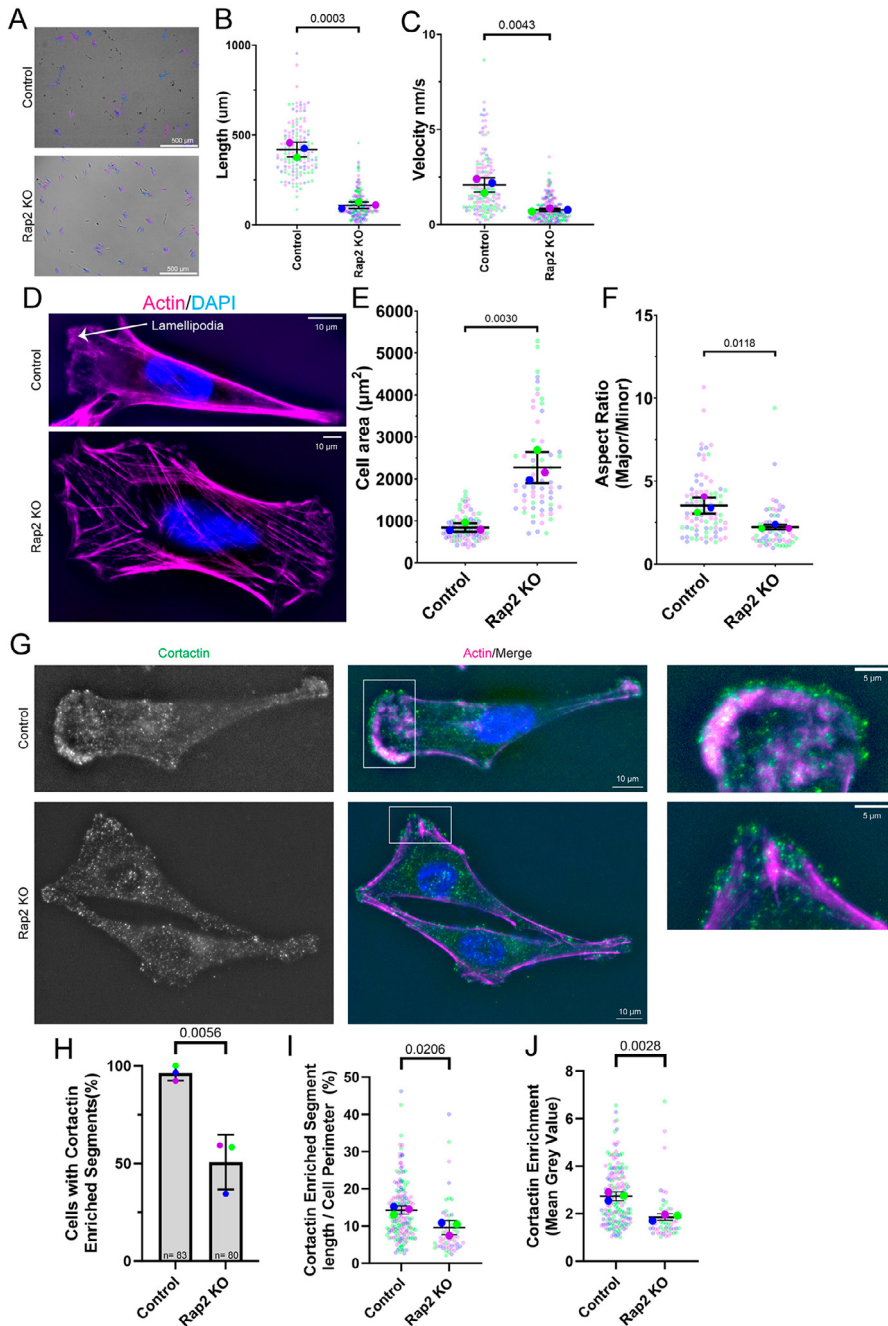 A
Control
500 µm
Rap2 KO
500 µm
B
0.0003
Length (um)
1000
500
0
Control
Rap2 KO
C
0.0043
Velocity nm/s
10
5
0
Control
Rap2 KO
D
Actin/DAPI
Lamellipodia
10 µm
Control
10 µm
Rap2 KO
E
0.0030
Cell area (µm²)
6000
5000
4000
3000
2000
1000
0
Control
Rap2 KO
F
0.0118
Aspect Ratio
(Major/Minor)
15
10
5
0
Control
Rap2 KO
G
Cortactin
Actin/Merge
Control
10 µm
5 µm
Rap2 KO
10 µm
5 µm
H
0.0056
Cells with Cortactin
Enriched Segments(%)
100
50
0
n= 83
n= 80
Control
Rap2 KO
I
0.0206
Cortactin Enriched Segment
length / Cell Perimeter (%)
50
40
30
20
10
0
Control
Rap2 KO
J
0.0028
Cortactin Enrichment
(Mean Grey Value)
8
6
4
2
0
Control
Rap2 KO